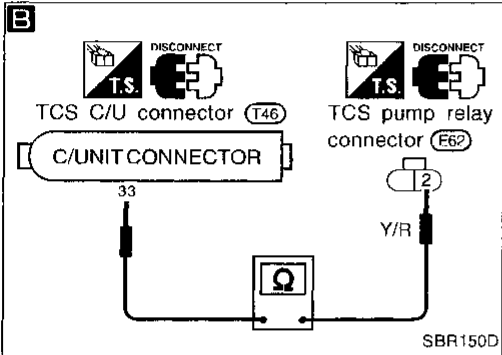 B
DISCONNECT
DISCONNECT
T.S.
T.S.
TCS C/U connector T46
TCS pump relay
connector E62
C/UNIT CONNECTOR
2
33
Y/R
Ω
SBR150D